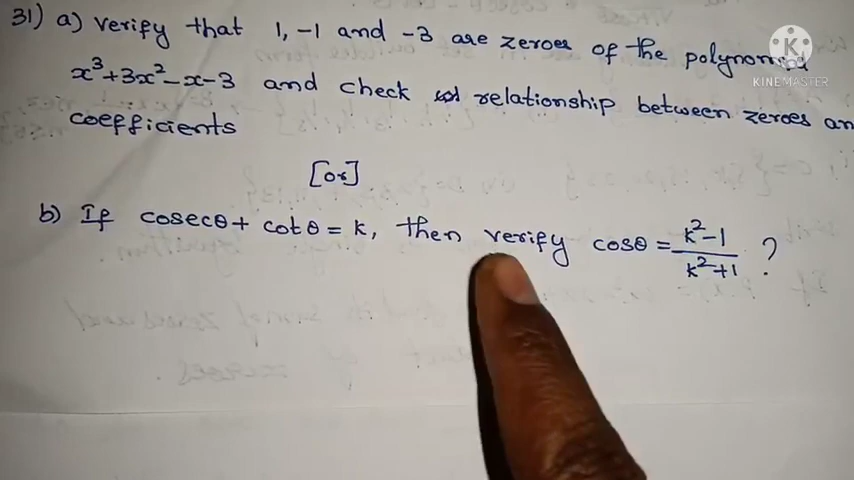 31) a) verify that 1, -1 and -3 are zeroes of the polynomial
x³+3x²-x-3 and check relationship between zeroes an
coefficients
[or]
b) If cosecθ + cotθ = k, then verify cosθ = k²-1/k²+1 ?
KINEMASTER